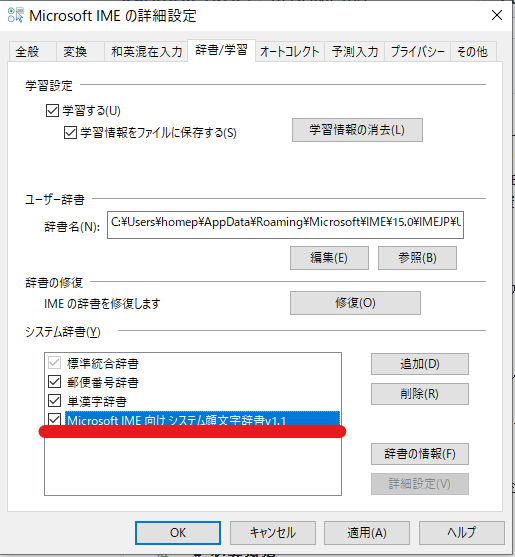 Microsoft IME の詳細設定
全般 変換 和英混在入力 辞書/学習 オートコレクト 予測入力 プライバシー その他
学習設定
学習する(U)
学習情報をファイルに保存する(S)
学習情報の消去(L)
ユーザー辞書
辞書名(N): C:¥Users¥homep¥AppData¥Roaming¥Microsoft¥IME¥15.0¥IMEJP¥U
編集(E) 参照(B)
辞書の修復
IME の辞書を修復します 修復(O)
システム辞書(Y)
標準統合辞書
郵便番号辞書
単漢字辞書
Microsoft IME 向け システム顔文字辞書v1.1
追加(D)
削除(R)
辞書の情報(F)
詳細設定(V)
OK キャンセル 適用(A) ヘルプ